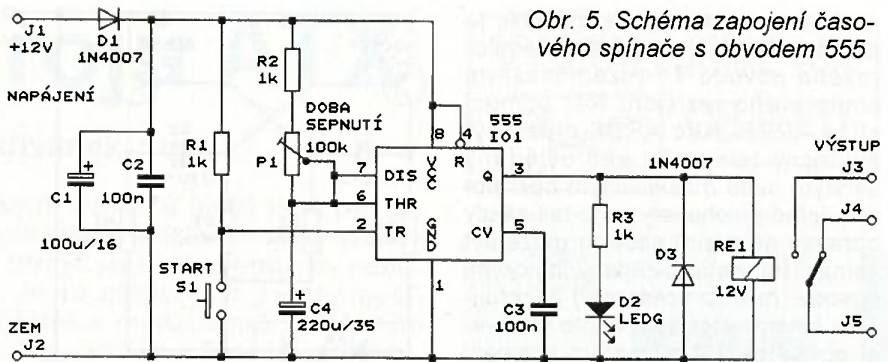 Obr. 5. Schéma zapojení časo-
vého spínače s obvodem 555
J1
+12V
D1
1N4007
NAPÁJENÍ
R2
1k
DOBA
SEPNUTÍ
100k
P1
R1
1k
C1
100u/16
C2
100n
START
S1
C4
220u/35
ZEM
J2
555
IO1
8
4
VCC
R
7
DIS
6
THR
2
TR
Q
3
CV
5
GND
1
C3
100n
R3
1k
D2
LEDG
1N4007
D3
RE1
12V
VÝSTUP
J3
J4
J5